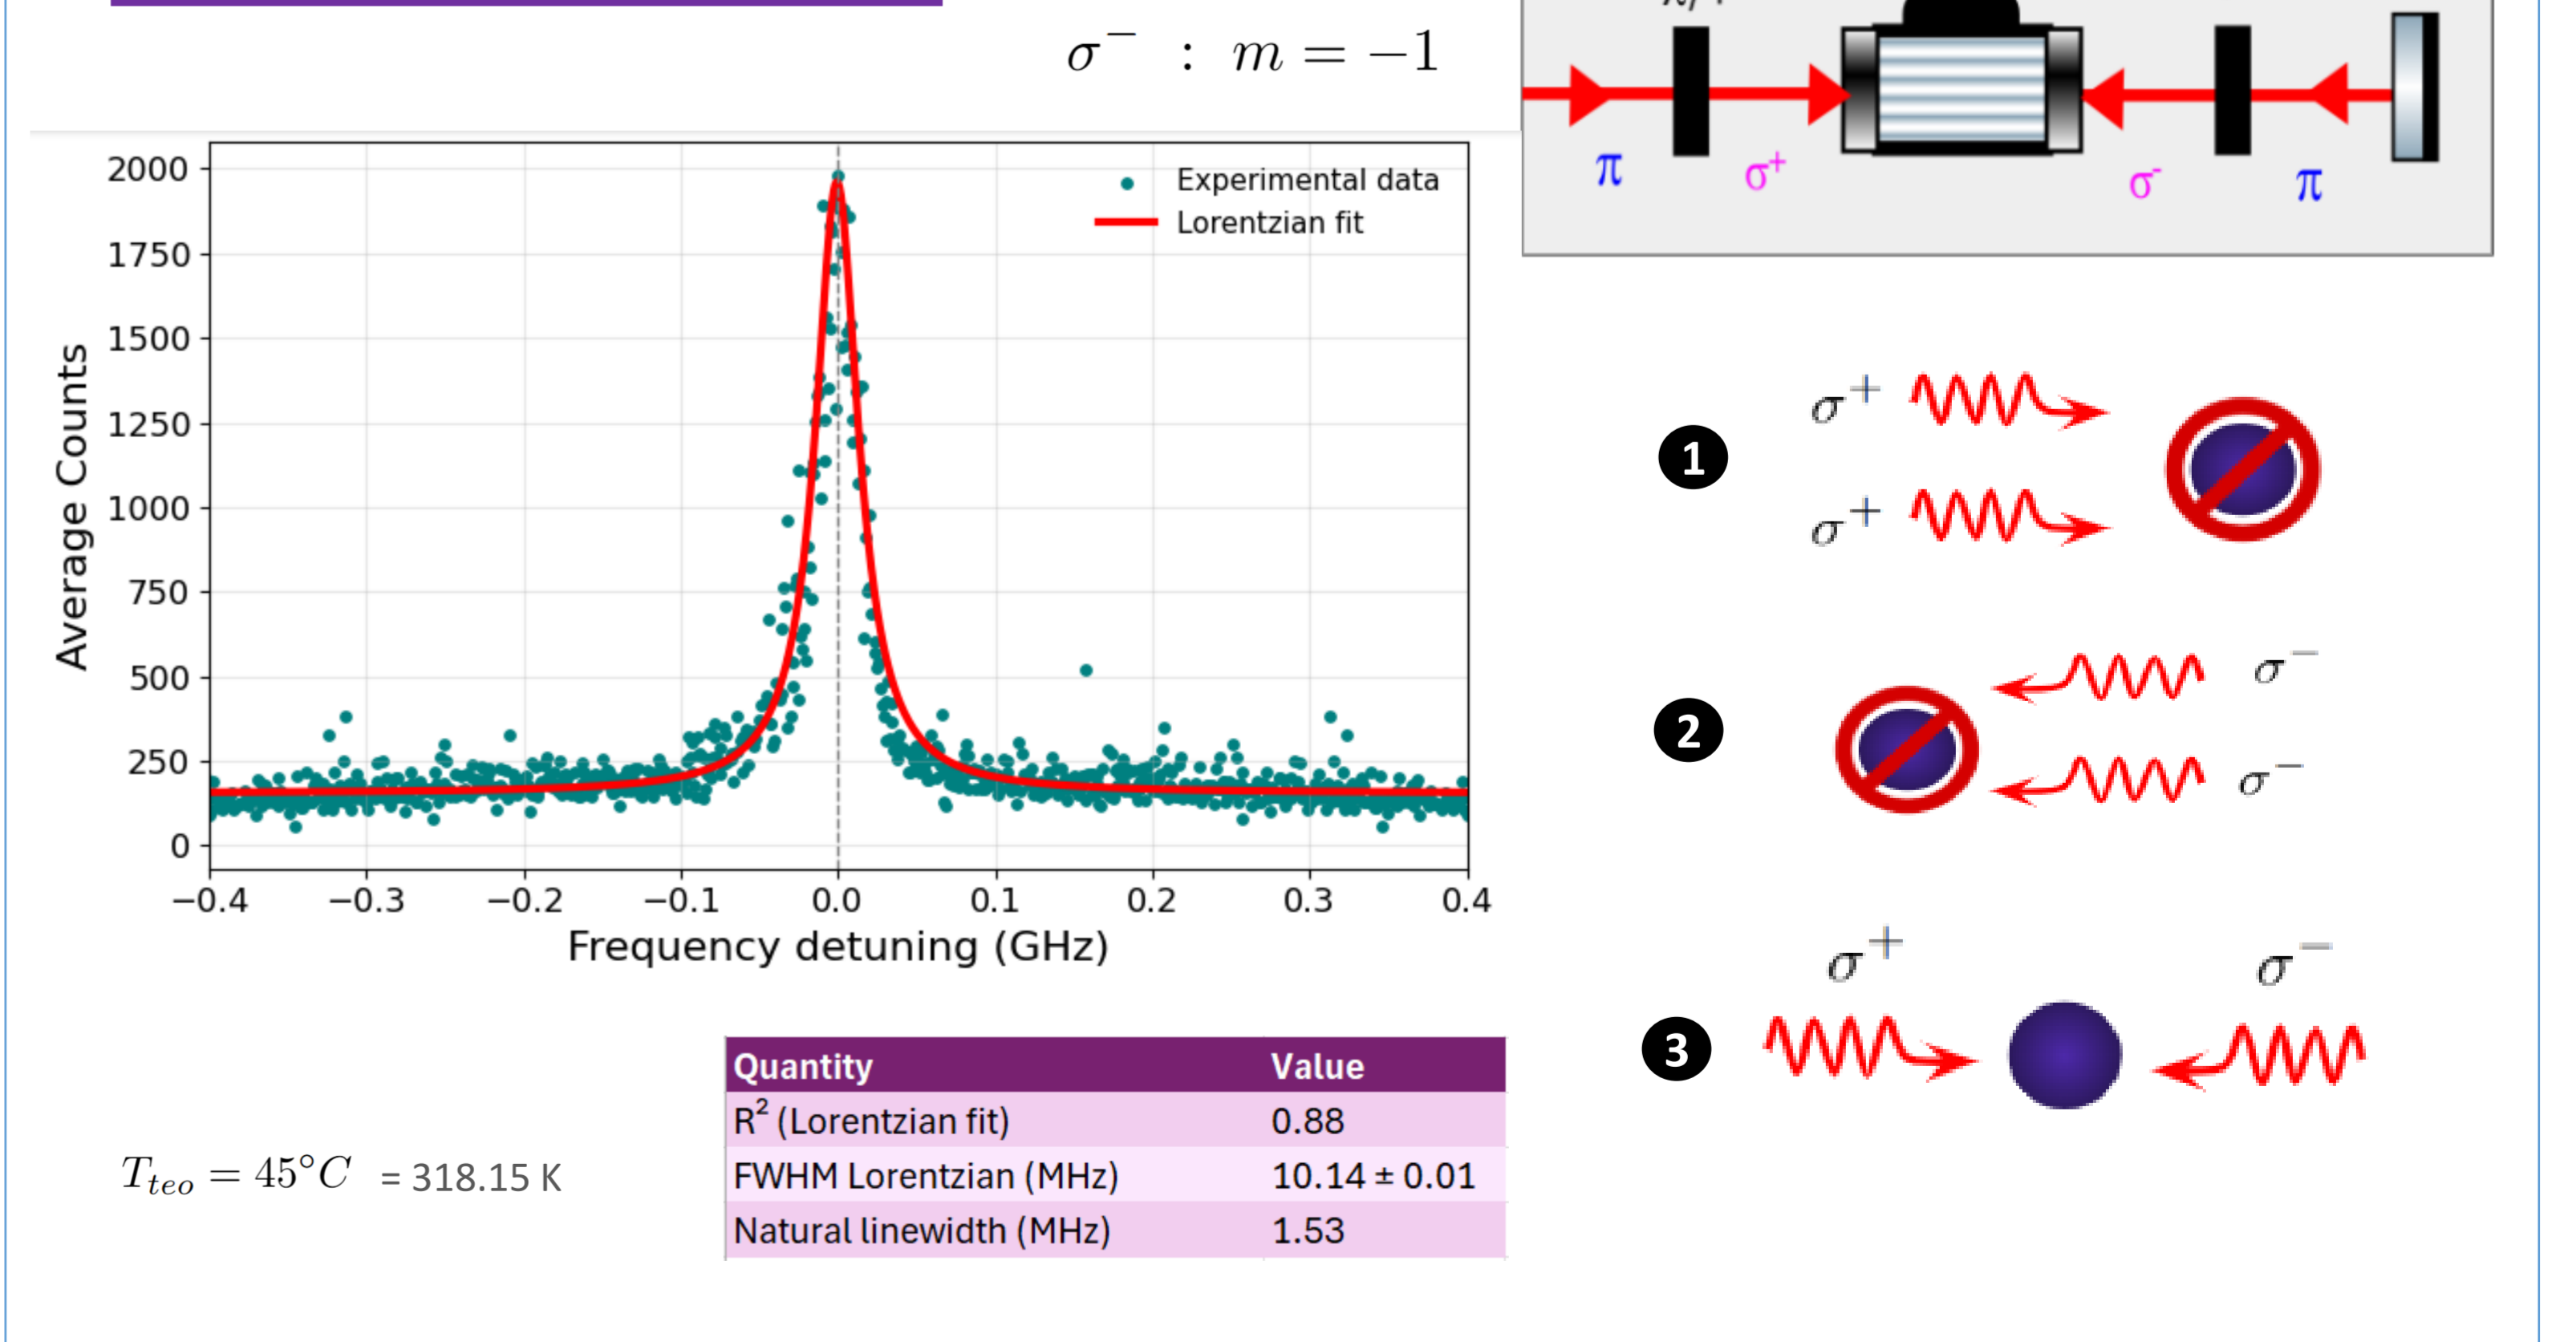 σ⁻ : m = −1
π
σ⁺
σ⁻
π
2000
1750
1500
1250
1000
750
500
250
0
Average Counts
Experimental data
Lorentzian fit
−0.4 −0.3 −0.2 −0.1 0.0 0.1 0.2 0.3 0.4
Frequency detuning (GHz)
1
σ⁺
σ⁺
2
σ⁻
σ⁻
3
σ⁺ σ⁻
Quantity Value
R² (Lorentzian fit) 0.88
FWHM Lorentzian (MHz) 10.14 ± 0.01
Natural linewidth (MHz) 1.53
T_teo = 45°C = 318.15 K